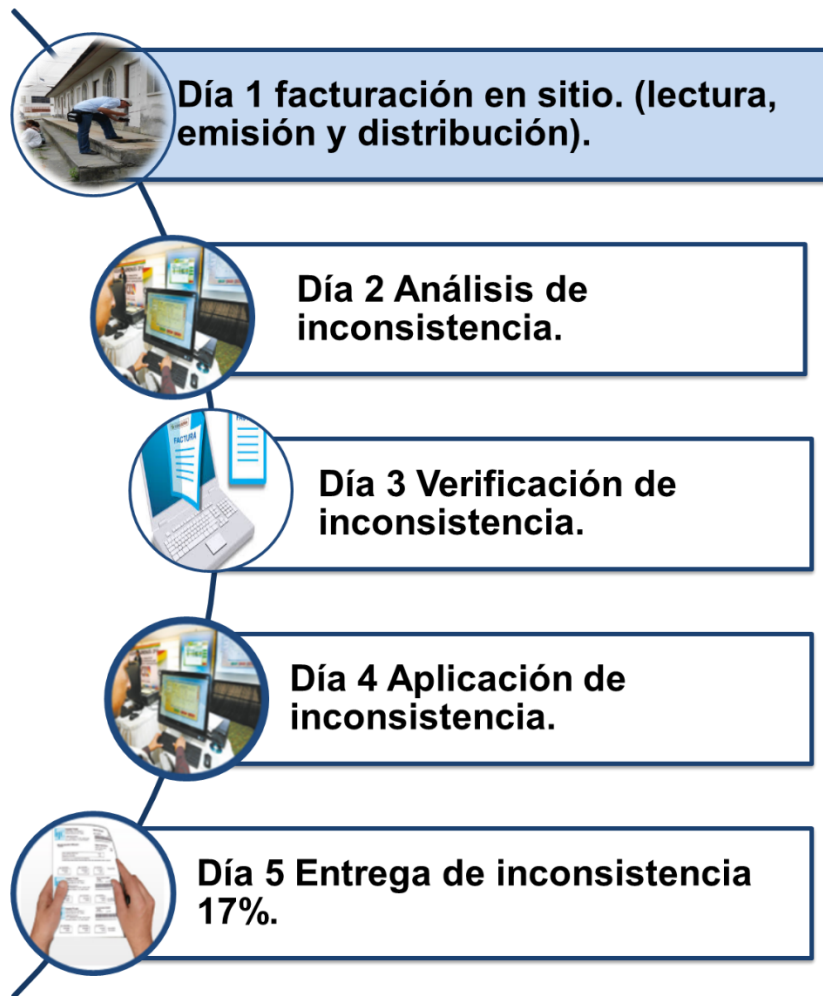 Día 1 facturación en sitio. (lectura,
emisión y distribución).
Día 2 Análisis de
inconsistencia.
FACTURA
Día 3 Verificación de
inconsistencia.
Día 4 Aplicación de
inconsistencia.
Día 5 Entrega de inconsistencia
17%.